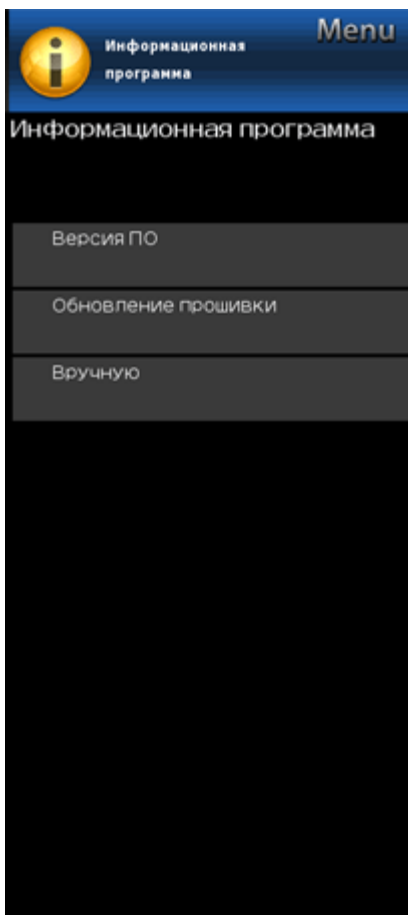 Menu
Информационная
программа
Информационная программа
Версия ПО
Обновление прошивки
Вручную